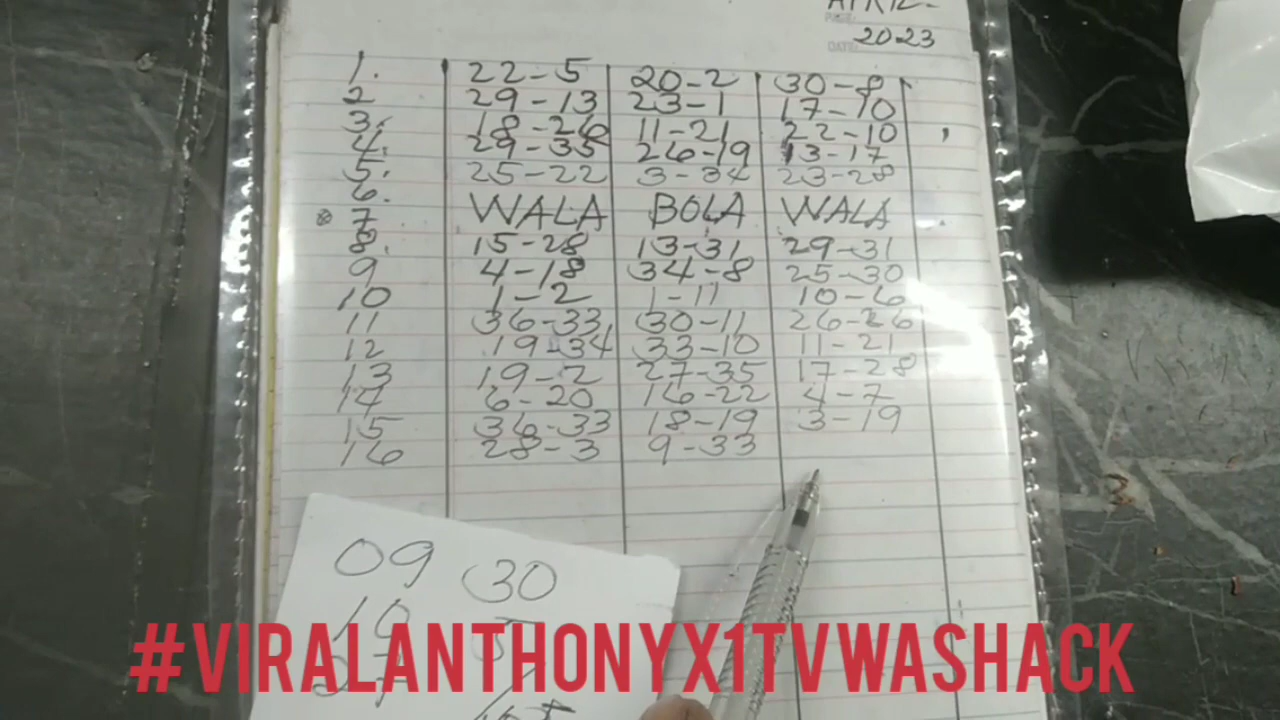 APRIL-
PAGE:
DATE: 2023
1. 22-5 20-2 30-8
2 29-13 23-1 17-10
3. 18-26 11-21 22-10
4. 29-35 26-19 13-17
5. 25-22 3-34 23-28
6.
7 WALA BOLA WALA
8. 15-28 13-31 29-31
9 4-18 34-8 25-30
10 1-2 1-11 10-6
11 36-33 30-11 26-26
12 19-34 33-10 11-21
13 19-2 27-35 17-28
14 6-20 16-22 4-7
15 36-33 18-19 3-19
16 28-3 9-33
09 30
19
#VIRALANTHONYX1TVWASHACK